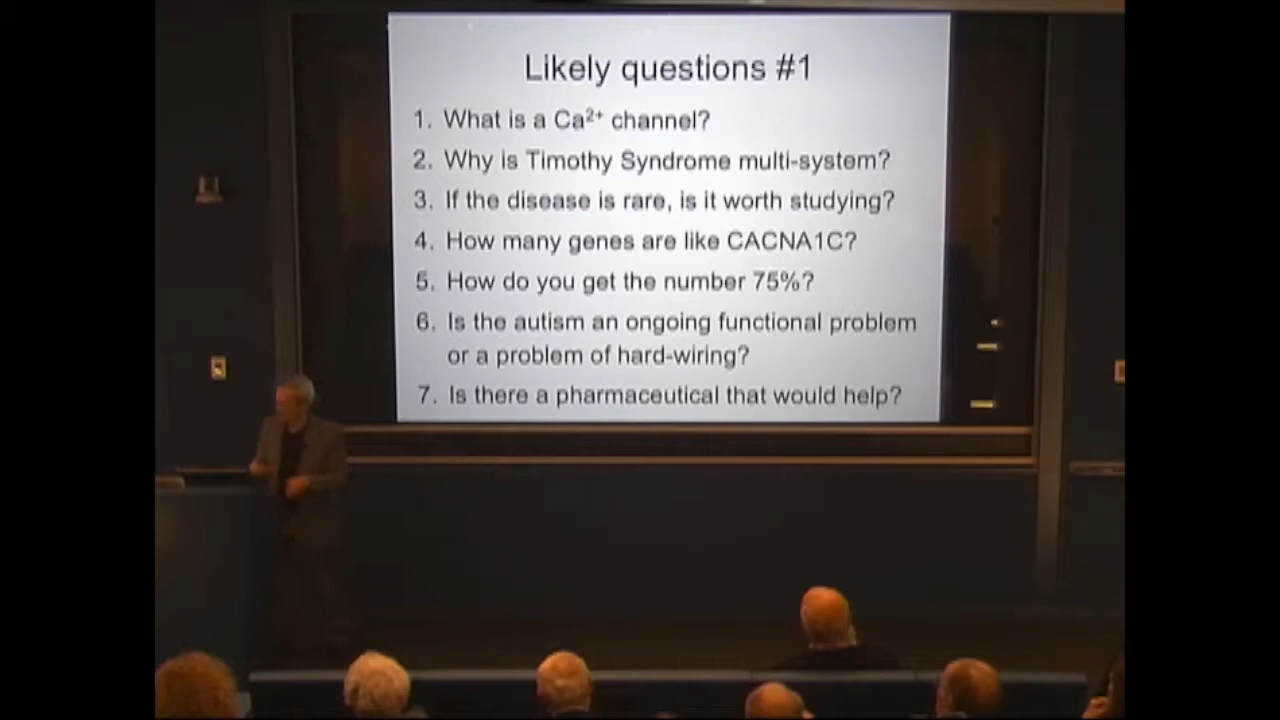 Likely questions #1
1. What is a Ca²⁺ channel?
2. Why is Timothy Syndrome multi-system?
3. If the disease is rare, is it worth studying?
4. How many genes are like CACNA1C?
5. How do you get the number 75%?
6. Is the autism an ongoing functional problem
or a problem of hard-wiring?
7. Is there a pharmaceutical that would help?